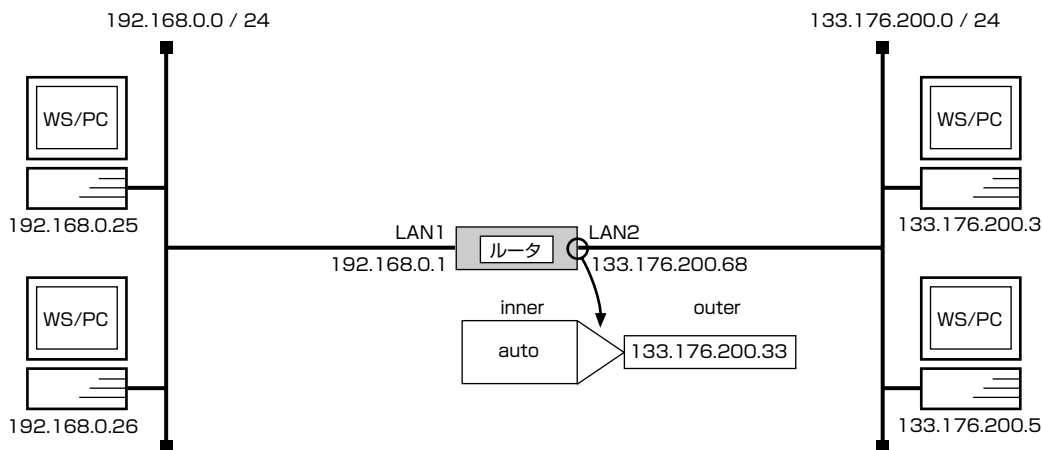 192.168.0.0 / 24
133.176.200.0 / 24
WS/PC
WS/PC
192.168.0.25
133.176.200.3
LAN1
ルータ
LAN2
192.168.0.1
133.176.200.68
inner
outer
auto
133.176.200.33
WS/PC
WS/PC
192.168.0.26
133.176.200.5